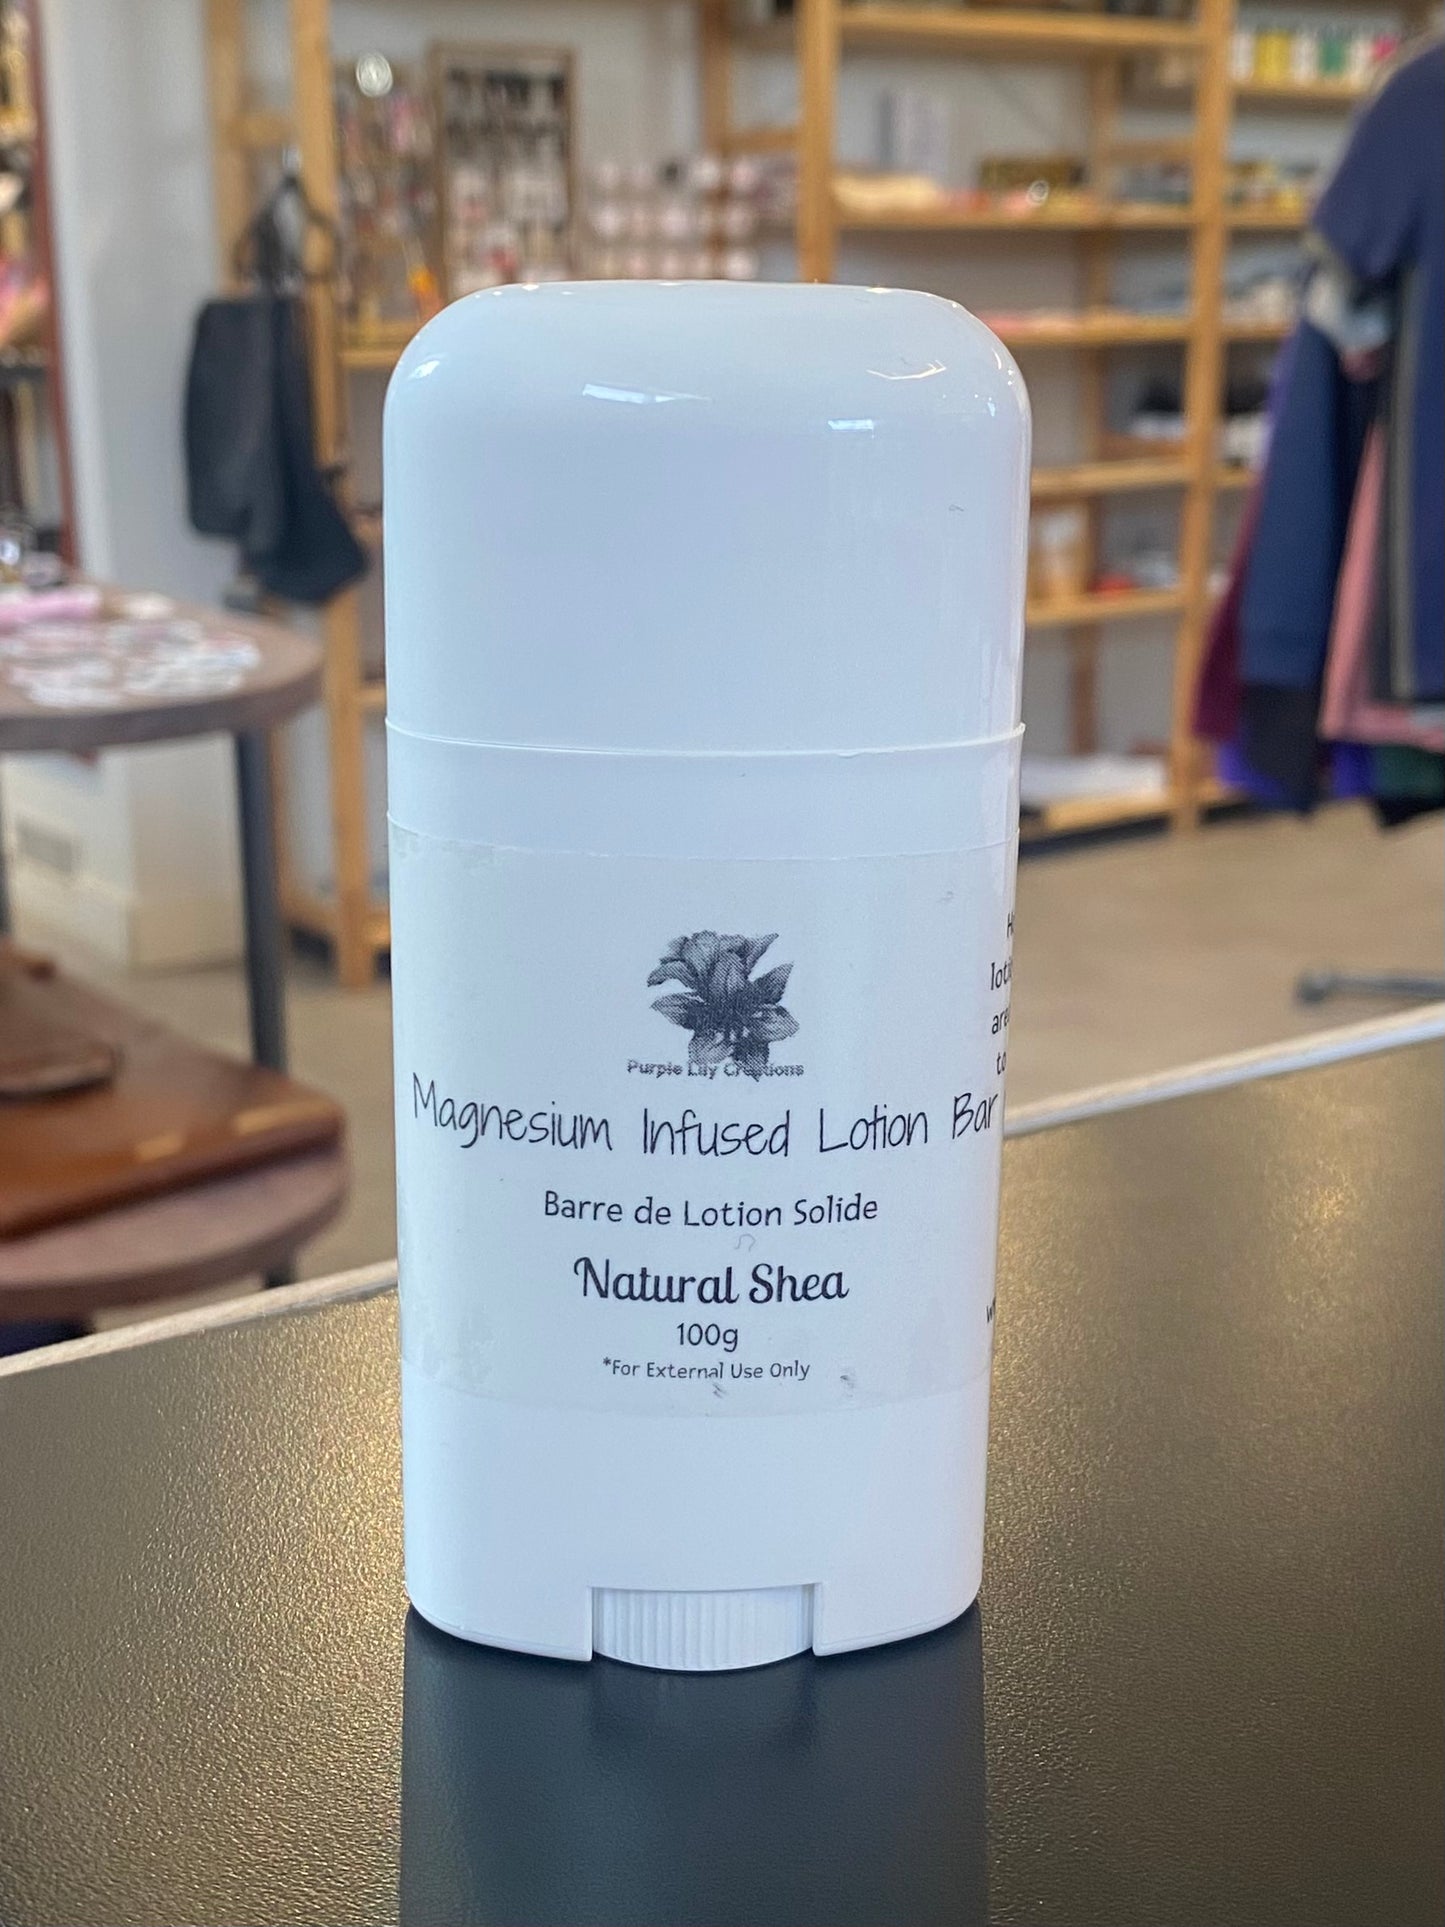 Purple Lily Creations
Magnesium Infused Lotion Bar
Barre de Lotion Solide
Natural Shea
100g
*For External Use Only